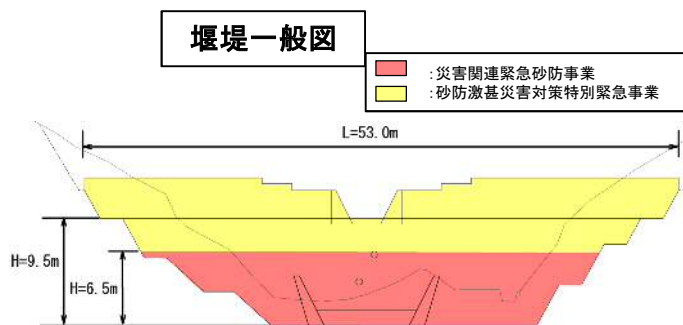 堰堤一般図
:災害関連緊急砂防事業
:砂防激甚災害対策特別緊急事業
L=53.0m
H=9.5m
H=6.5m